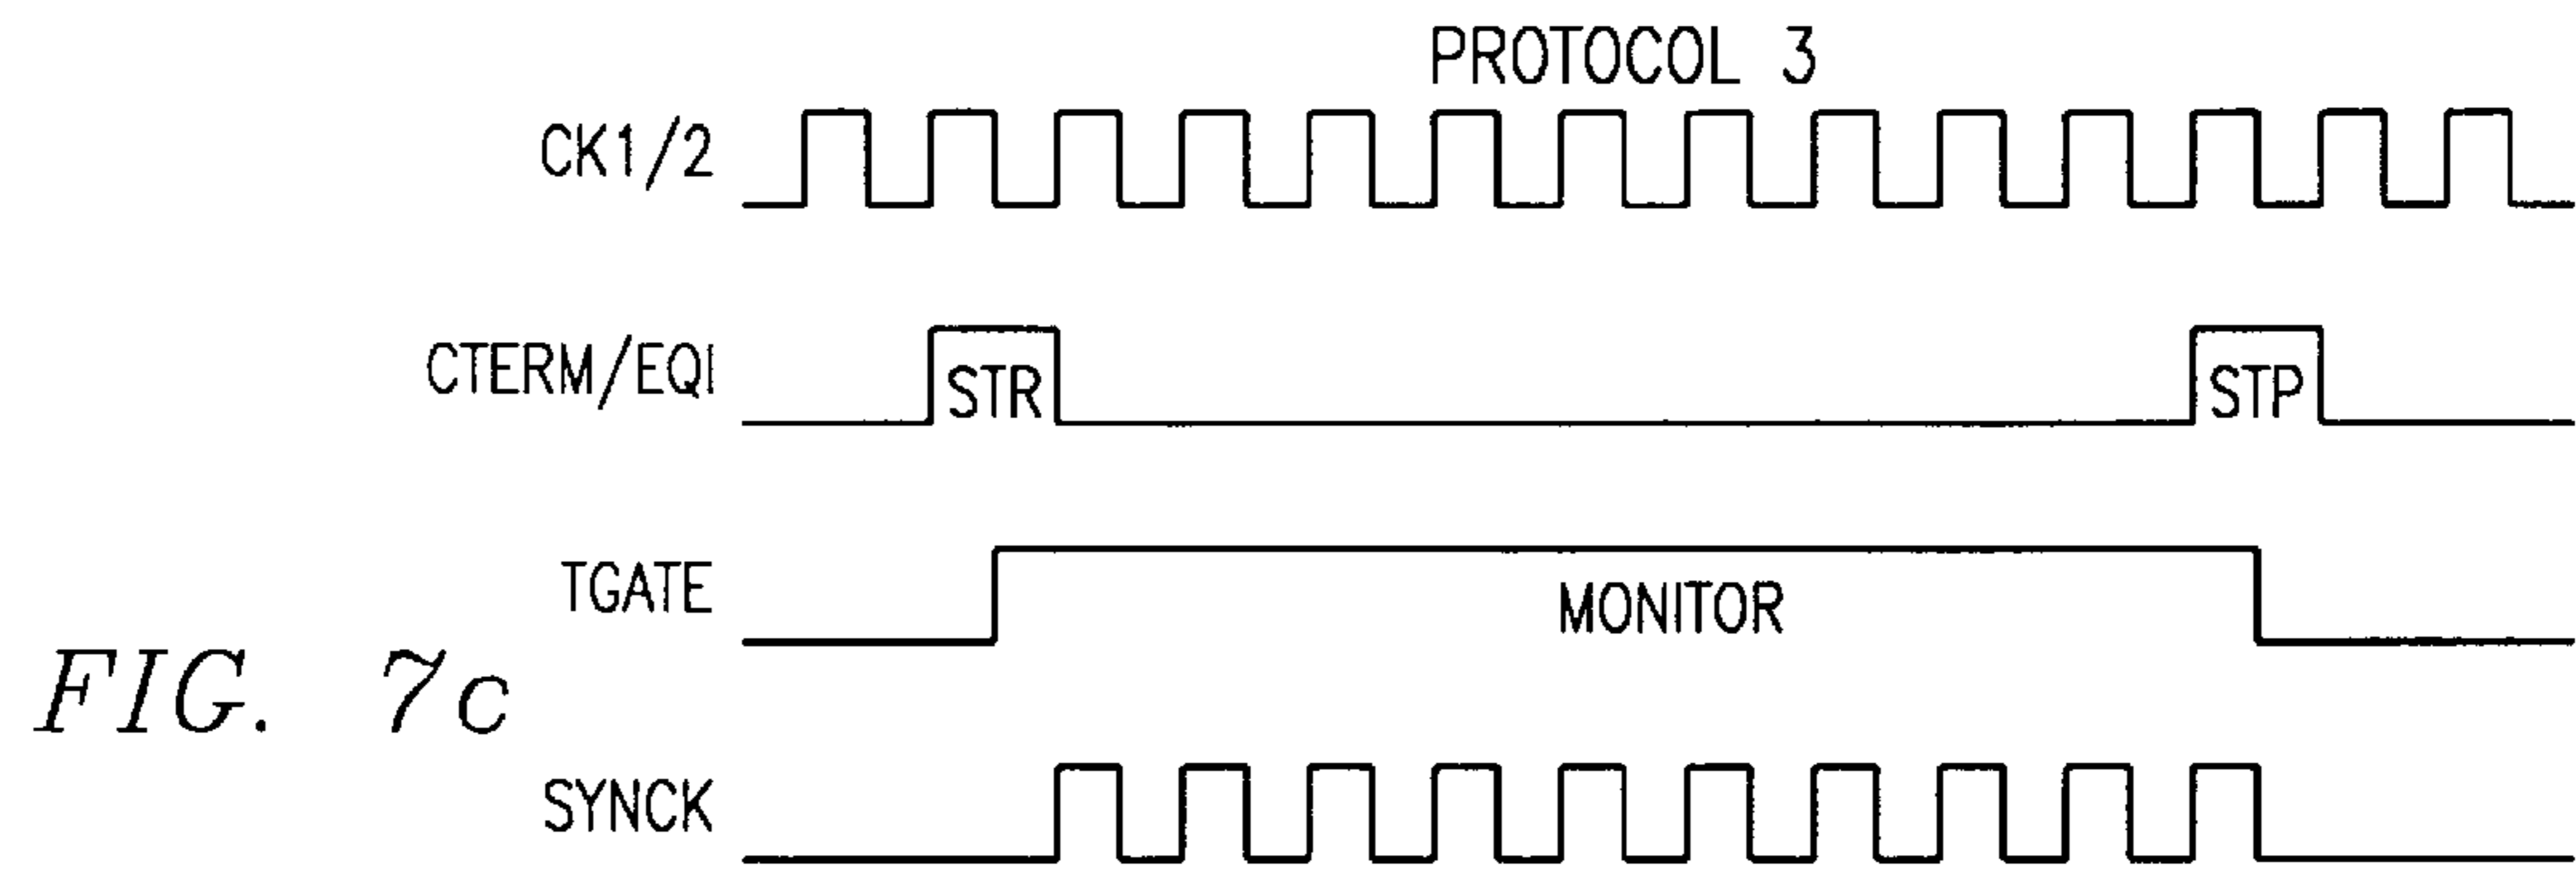 PROTOCOL 3
CK1/2
CTERM/EQI
STR
STP
TGATE
MONITOR
FIG. 7c
SYNCK